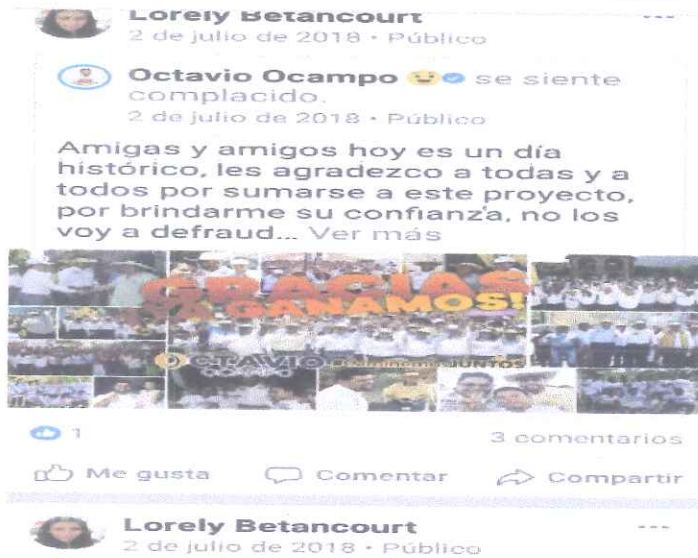 Lorely Betancourt
2 de julio de 2018 • Público
Octavio Ocampo se siente
complacido.
2 de julio de 2018 • Público
Amigas y amigos hoy es un día
histórico, les agradezco a todas y a
todos por sumarse a este proyecto,
por brindarme su confianza, no los
voy a defraud... Ver más
GRACIAS
YA GANAMOS!
OCTAVIO
JUNTOS
1
3 comentarios
Me gusta
Comentar
Compartir
Lorely Betancourt
2 de julio de 2018 • Público